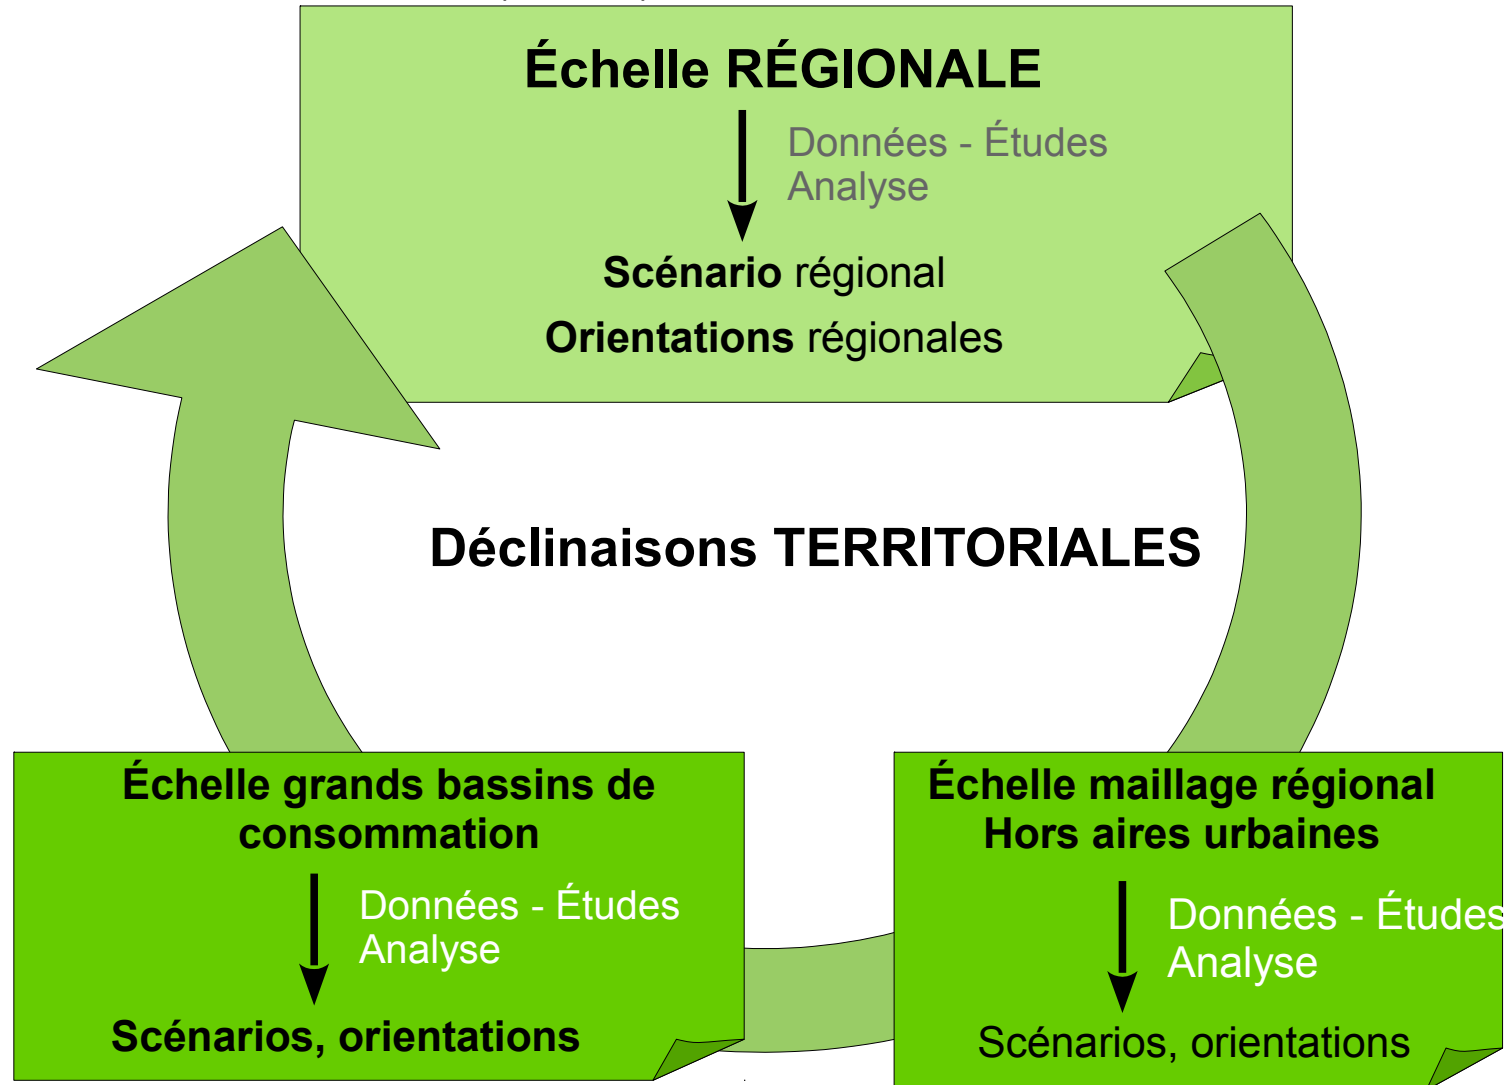 Échelle RÉGIONALE
Données - Études
Analyse
Scénario régional
Orientations régionales
Déclinaisons TERRITORIALES
Échelle grands bassins de
consommation
Données - Études
Analyse
Scénarios, orientations
Échelle maillage régional
Hors aires urbaines
Données - Études
Analyse
Scénarios, orientations